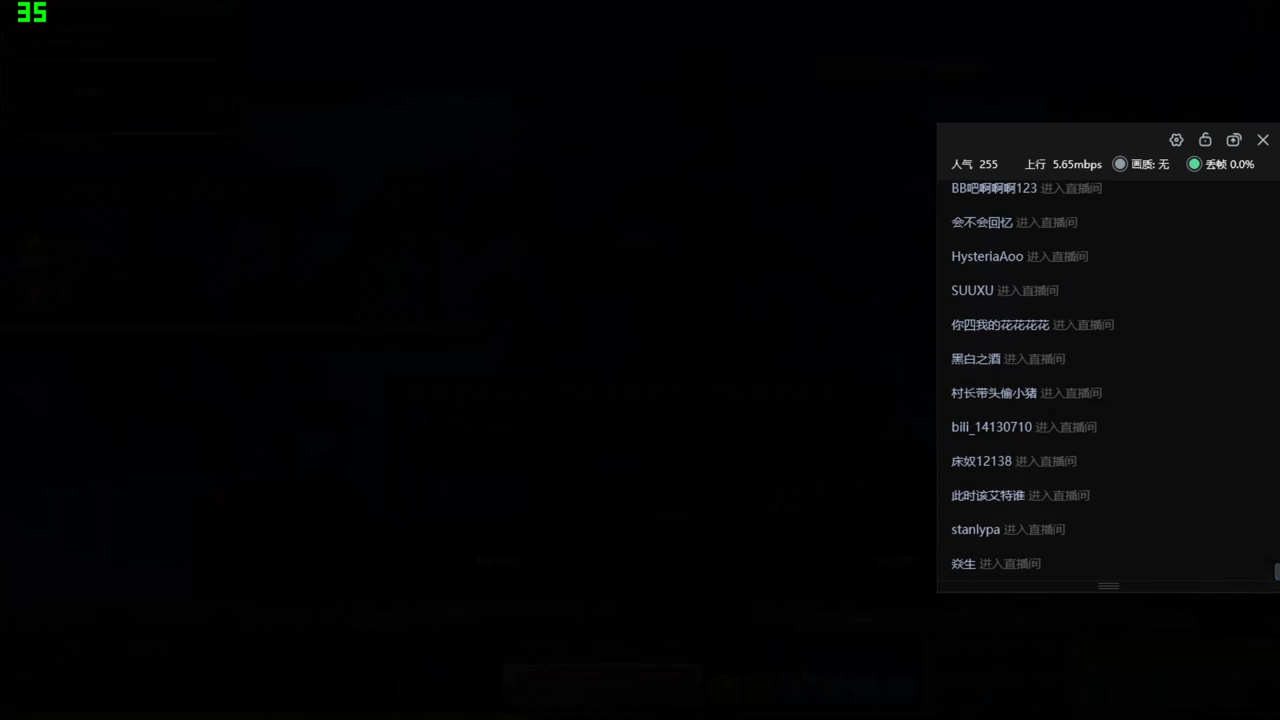 35
人气 255 上行 5.65mbps 画质: 无 丢帧 0.0%
BB吧啊啊啊123 进入直播间
会不会回忆 进入直播间
HysteriaAoo 进入直播间
SUUXU 进入直播间
你四我的花花花花 进入直播间
黑白之酒 进入直播间
村长带头偷小猪 进入直播间
bili_14130710 进入直播间
床奴12138 进入直播间
此时该艾特谁 进入直播间
stanlypa 进入直播间
焱生 进入直播间